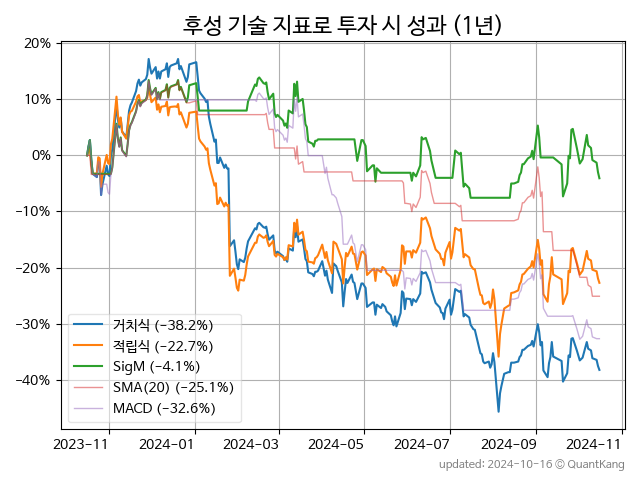 후성 기술 지표로 투자 시 성과 (1년)
20%
10%
0%
−10%
−20%
−30%
−40%
거치식 (−38.2%)
적립식 (−22.7%)
SigM (−4.1%)
SMA(20) (−25.1%)
MACD (−32.6%)
2023−11 2024−01 2024−03 2024−05 2024−07 2024−09 2024−11
updated: 2024-10-16 © QuantKang